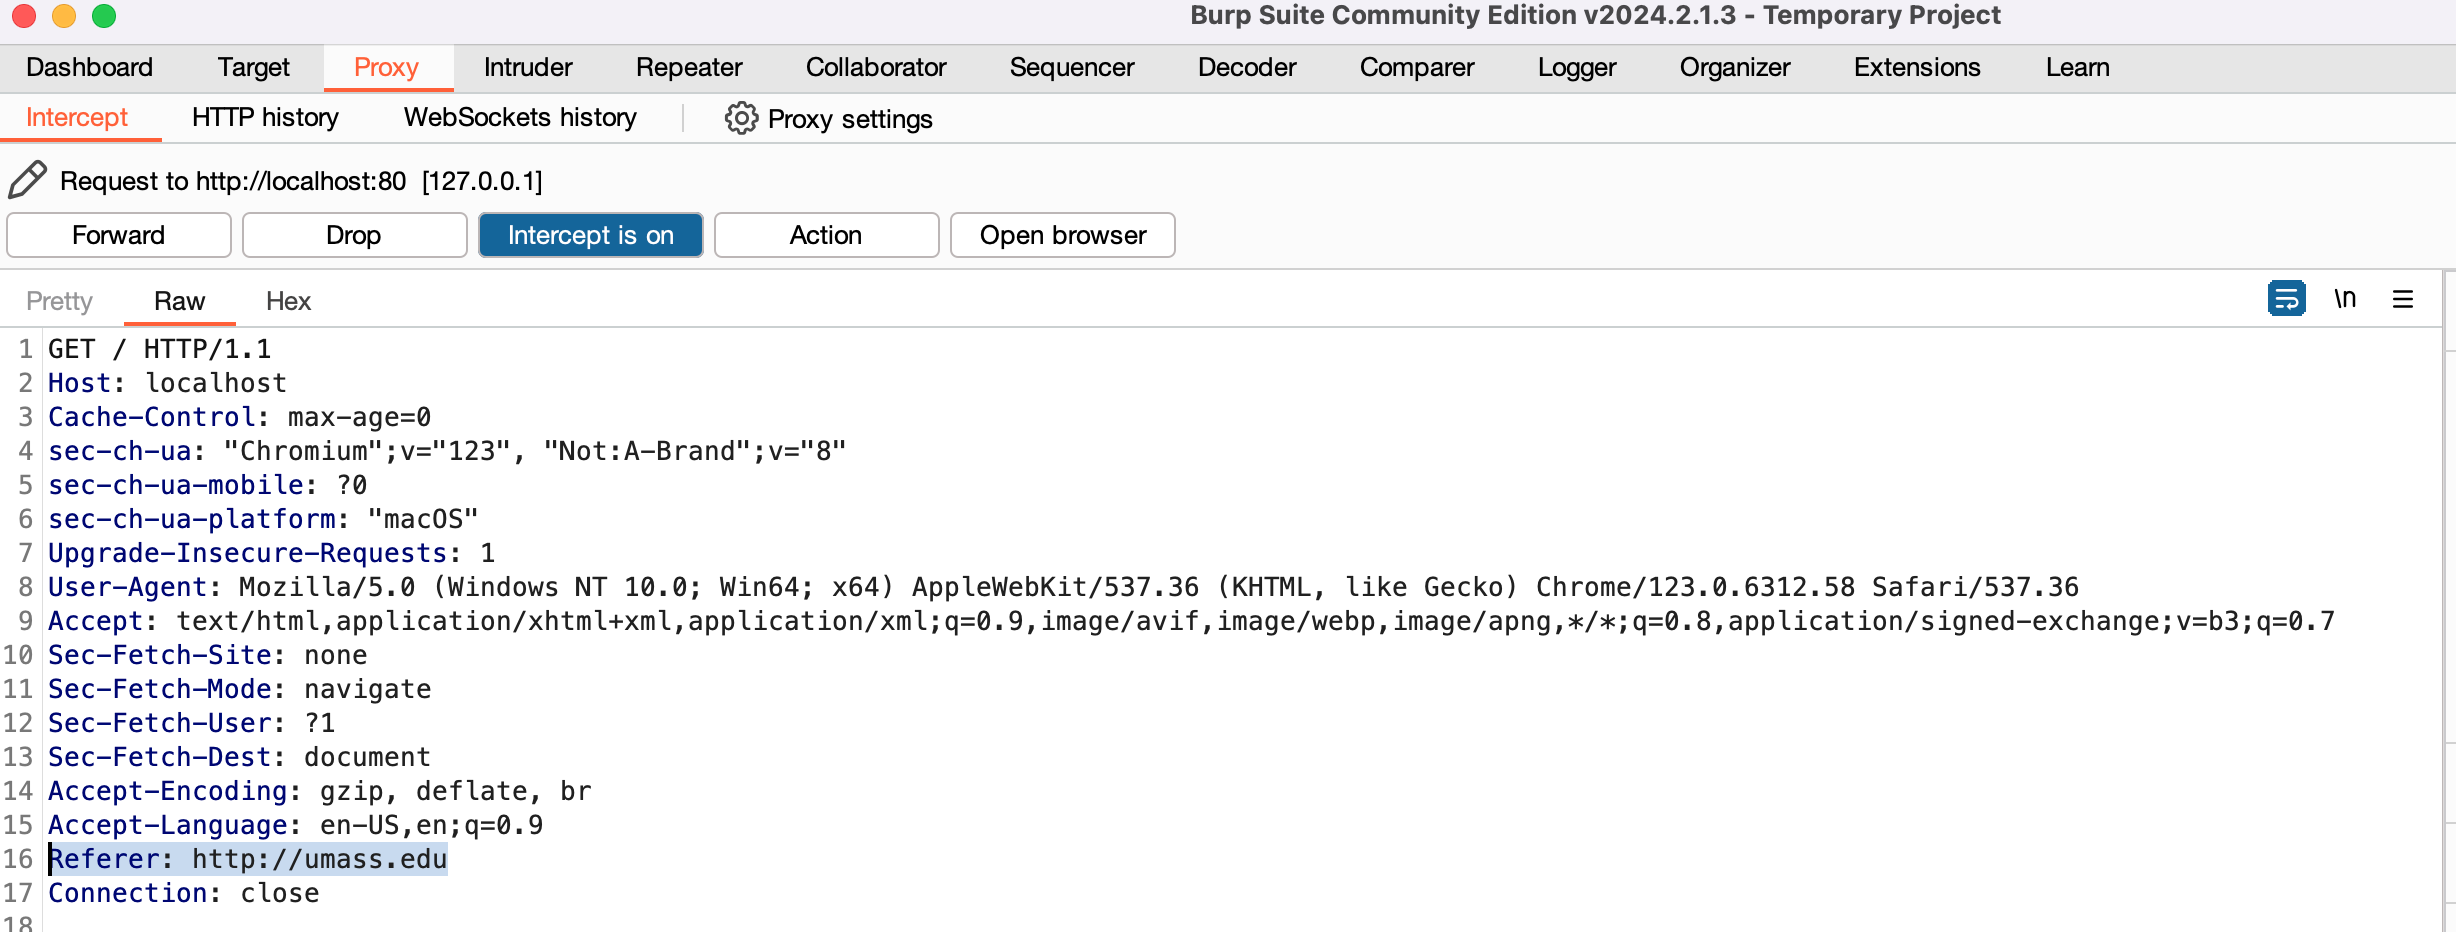 Burp Suite Community Edition v2024.2.1.3 - Temporary Project
Dashboard Target Proxy Intruder Repeater Collaborator Sequencer Decoder Comparer Logger Organizer Extensions Learn
Intercept HTTP history WebSockets history Proxy settings
Request to http://localhost:80 [127.0.0.1]
Forward Drop Intercept is on Action Open browser
Pretty Raw Hex \n
1 GET / HTTP/1.1
2 Host: localhost
3 Cache-Control: max-age=0
4 sec-ch-ua: "Chromium";v="123", "Not:A-Brand";v="8"
5 sec-ch-ua-mobile: ?0
6 sec-ch-ua-platform: "macOS"
7 Upgrade-Insecure-Requests: 1
8 User-Agent: Mozilla/5.0 (Windows NT 10.0; Win64; x64) AppleWebKit/537.36 (KHTML, like Gecko) Chrome/123.0.6312.58 Safari/537.36
9 Accept: text/html,application/xhtml+xml,application/xml;q=0.9,image/avif,image/webp,image/apng,*/*;q=0.8,application/signed-exchange;v=b3;q=0.7
10 Sec-Fetch-Site: none
11 Sec-Fetch-Mode: navigate
12 Sec-Fetch-User: ?1
13 Sec-Fetch-Dest: document
14 Accept-Encoding: gzip, deflate, br
15 Accept-Language: en-US,en;q=0.9
16 Referer: http://umass.edu
17 Connection: close
18